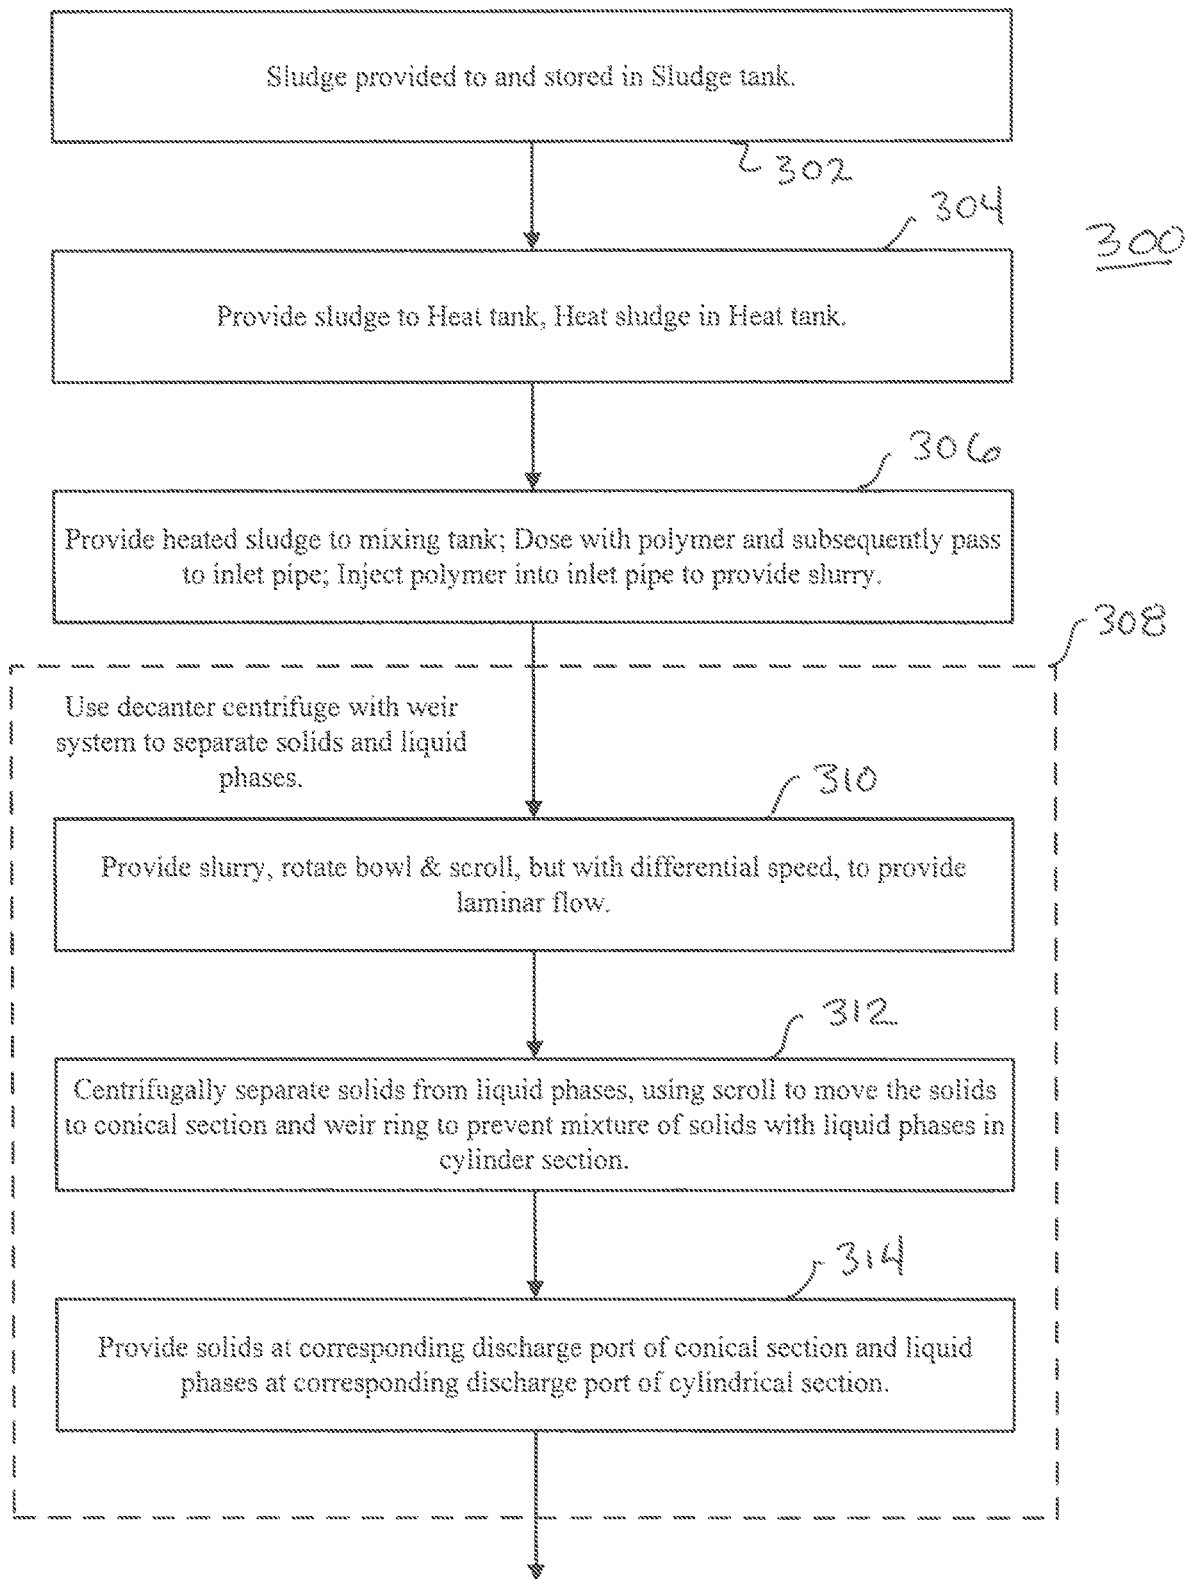 Sludge provided to and stored in Sludge tank.
302
304
300
Provide sludge to Heat tank, Heat sludge in Heat tank.
306
Provide heated sludge to mixing tank; Dose with polymer and subsequently pass
to inlet pipe; Inject polymer into inlet pipe to provide slurry.
308
Use decanter centrifuge with weir
system to separate solids and liquid
phases.
310
Provide slurry, rotate bowl & scroll, but with differential speed, to provide
laminar flow.
312
Centrifugally separate solids from liquid phases, using scroll to move the solids
to conical section and weir ring to prevent mixture of solids with liquid phases in
cylinder section.
314
Provide solids at corresponding discharge port of conical section and liquid
phases at corresponding discharge port of cylindrical section.